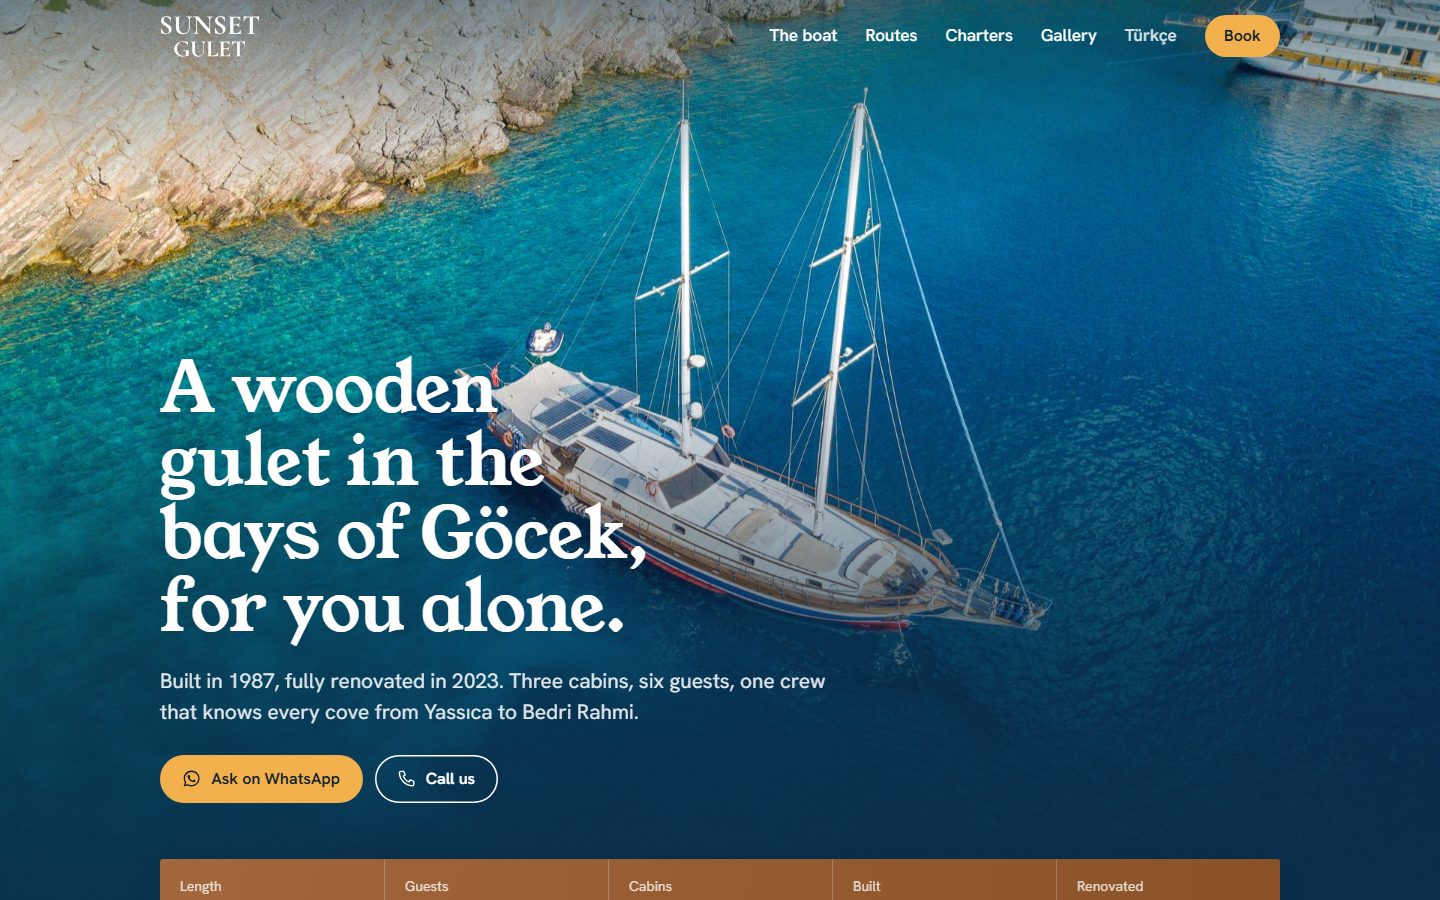 SUNSET
GULET
The boat
Routes
Charters
Gallery
Türkçe
Book
A wooden
gulet in the
bays of Göcek,
for you alone.
Built in 1987, fully renovated in 2023. Three cabins, six guests, one crew
that knows every cove from Yassıca to Bedri Rahmi.
Ask on WhatsApp
Call us
Length
Guests
Cabins
Built
Renovated